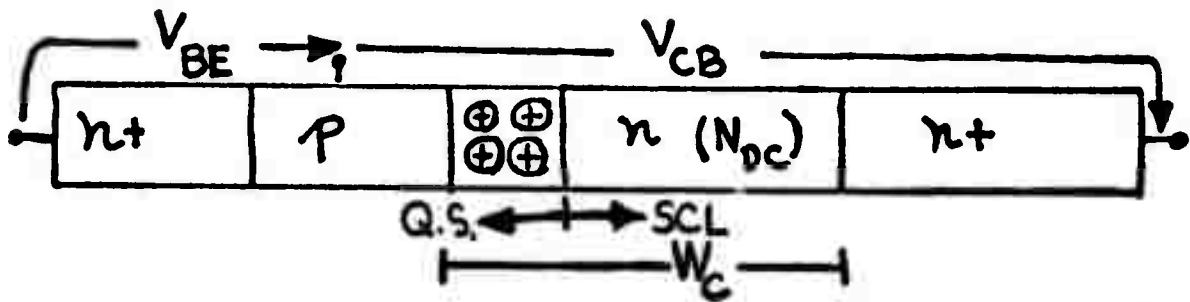 V_BE V_CB
n+ p ⊕ ⊕ n (N_DC) n+
⊕ ⊕
Q.S. SCL
W_C